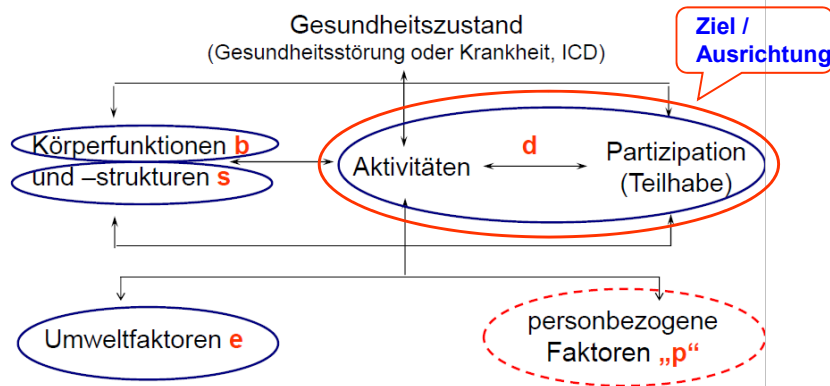 Gesundheitszustand
(Gesundheitsstörung oder Krankheit, ICD)
Ziel /
Ausrichtung
Körperfunktionen b
und –strukturen s
Aktivitäten
d
Partizipation
(Teilhabe)
Umweltfaktoren e
personbezogene
Faktoren „p“